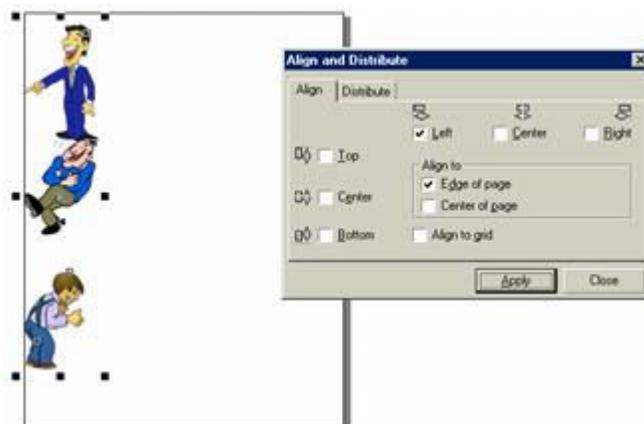 Align and Distribute
Align
Distribute
Left
Center
Right
Top
Align to
Edge of page
Center
Center of page
Bottom
Align to grid
Apply
Close